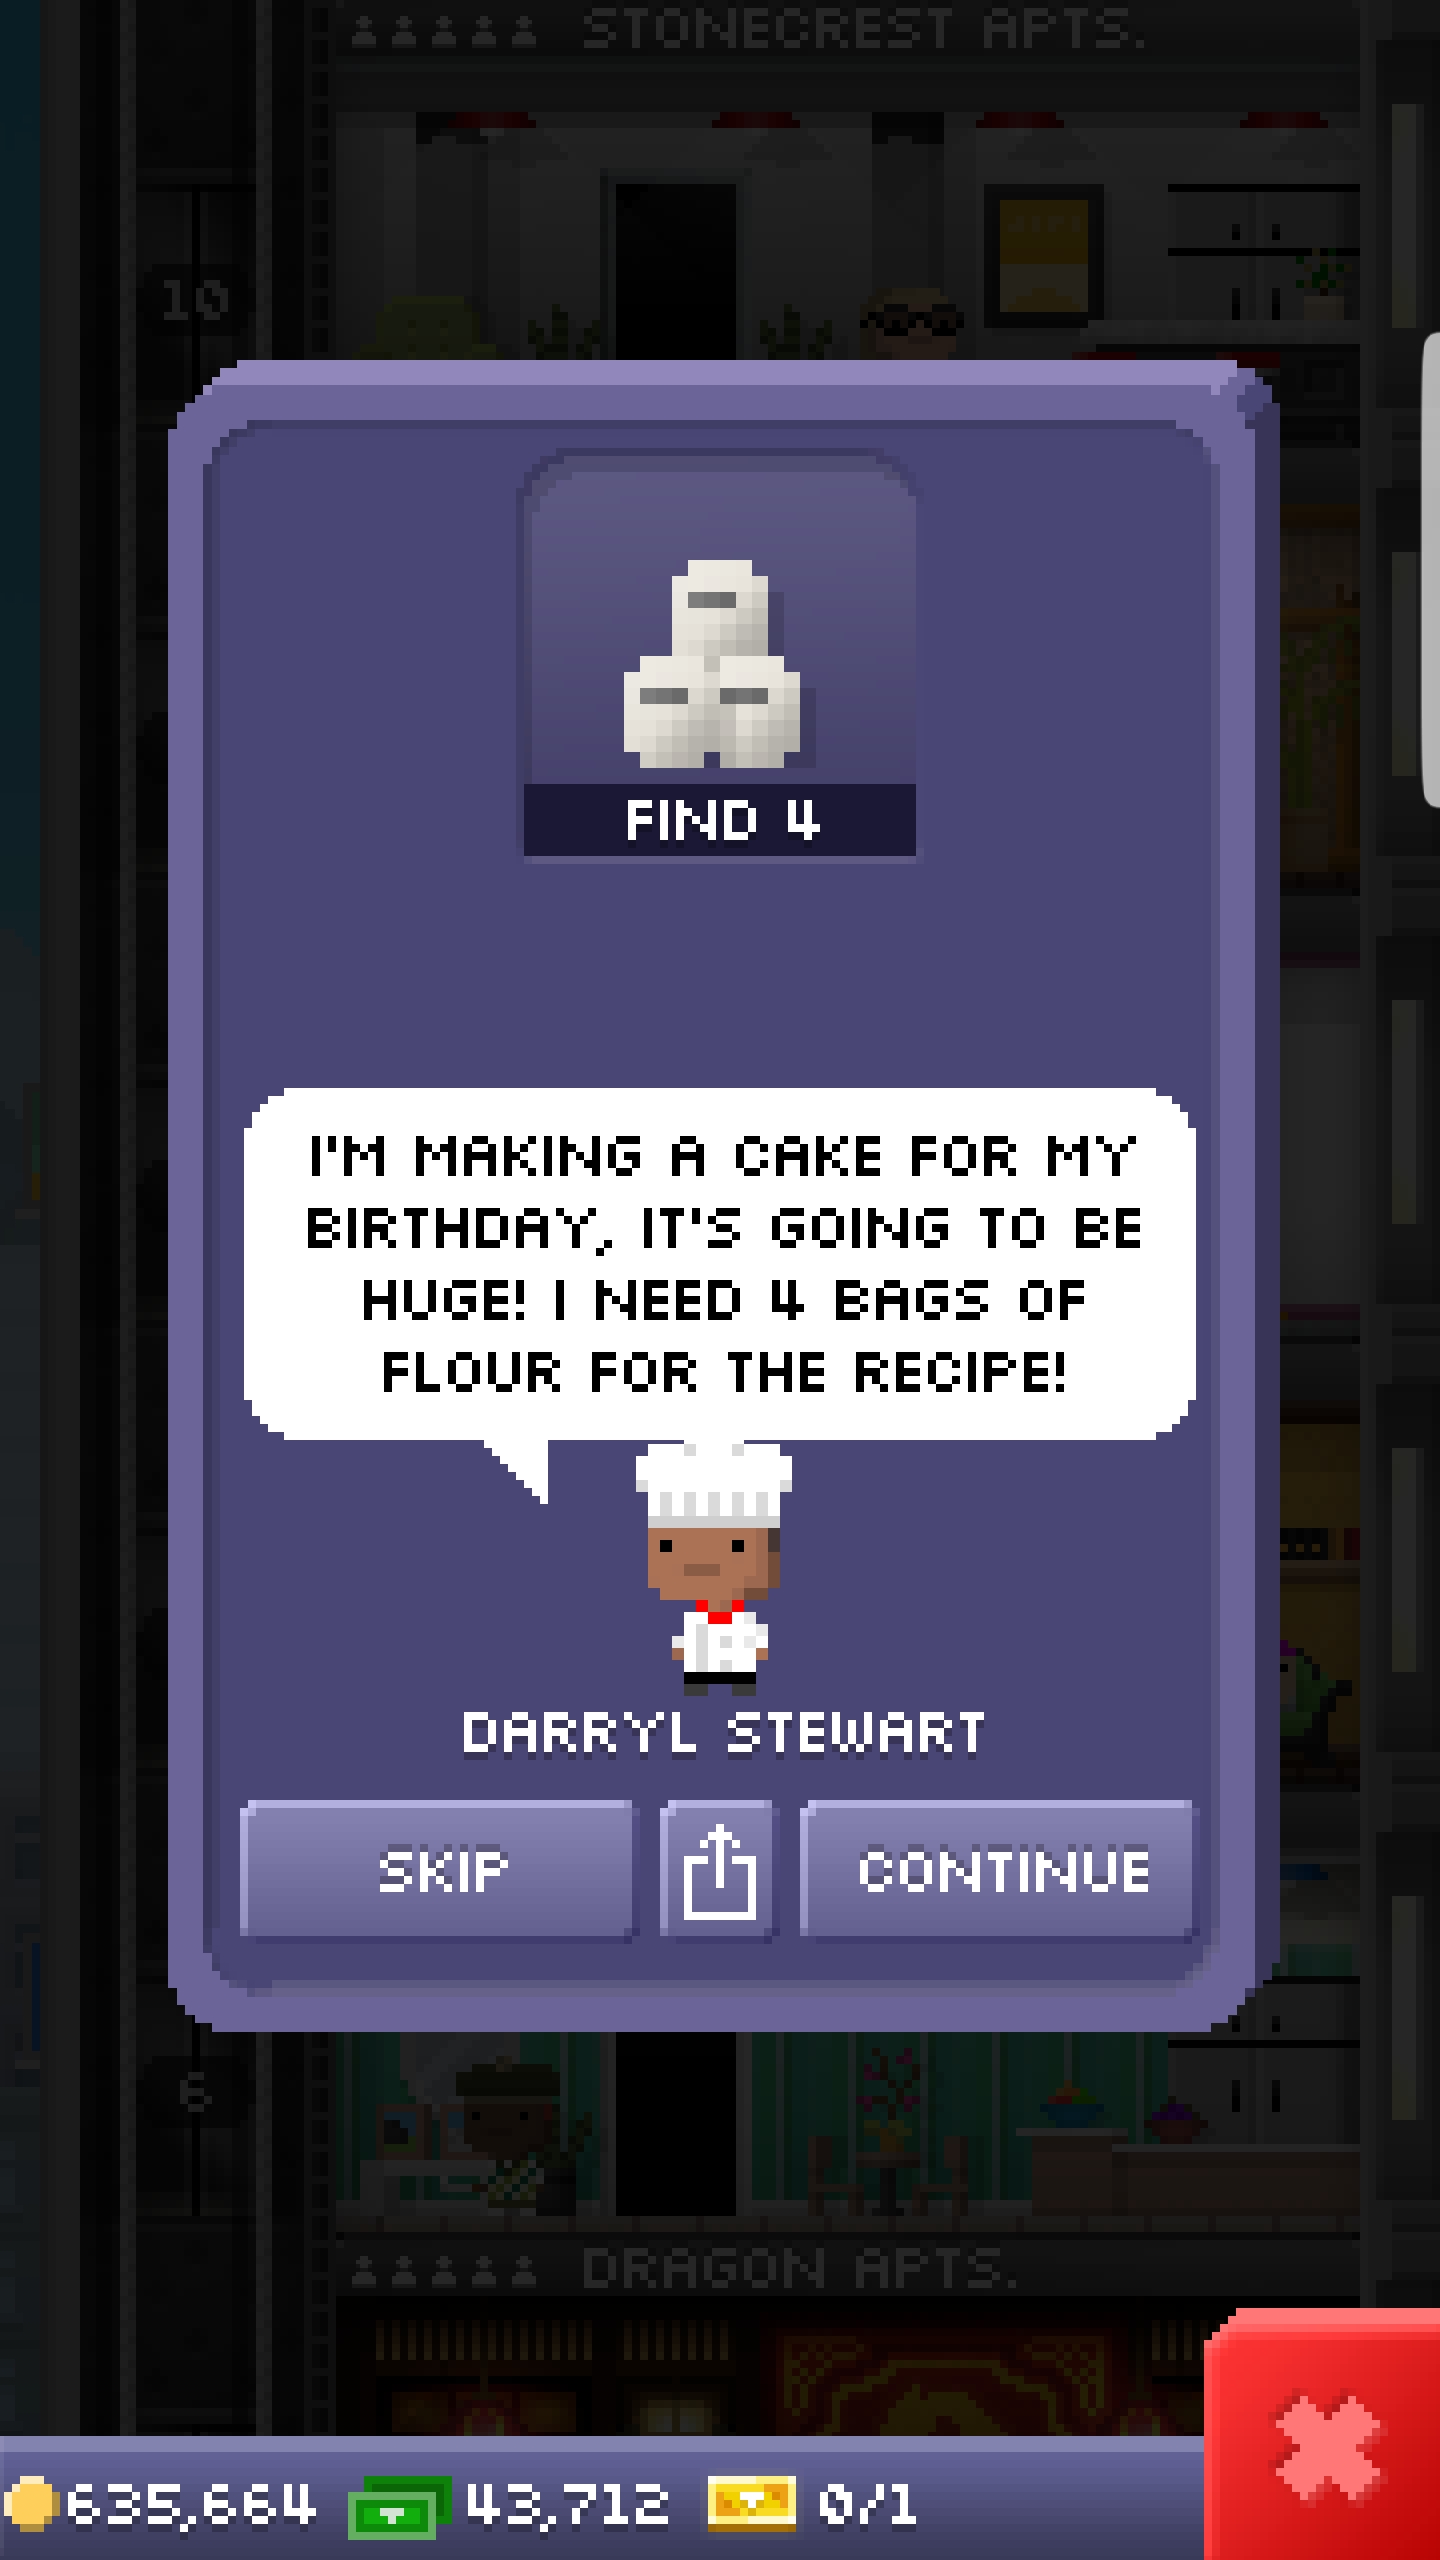 STONECREST APTS.
10
FIND 4
I'M MAKING A CAKE FOR MY
BIRTHDAY, IT'S GOING TO BE
HUGE! I NEED 4 BAGS OF
FLOUR FOR THE RECIPE!
DARRYL STEWART
SKIP
CONTINUE
6
DRAGON APTS.
635,664 43,712 0/1